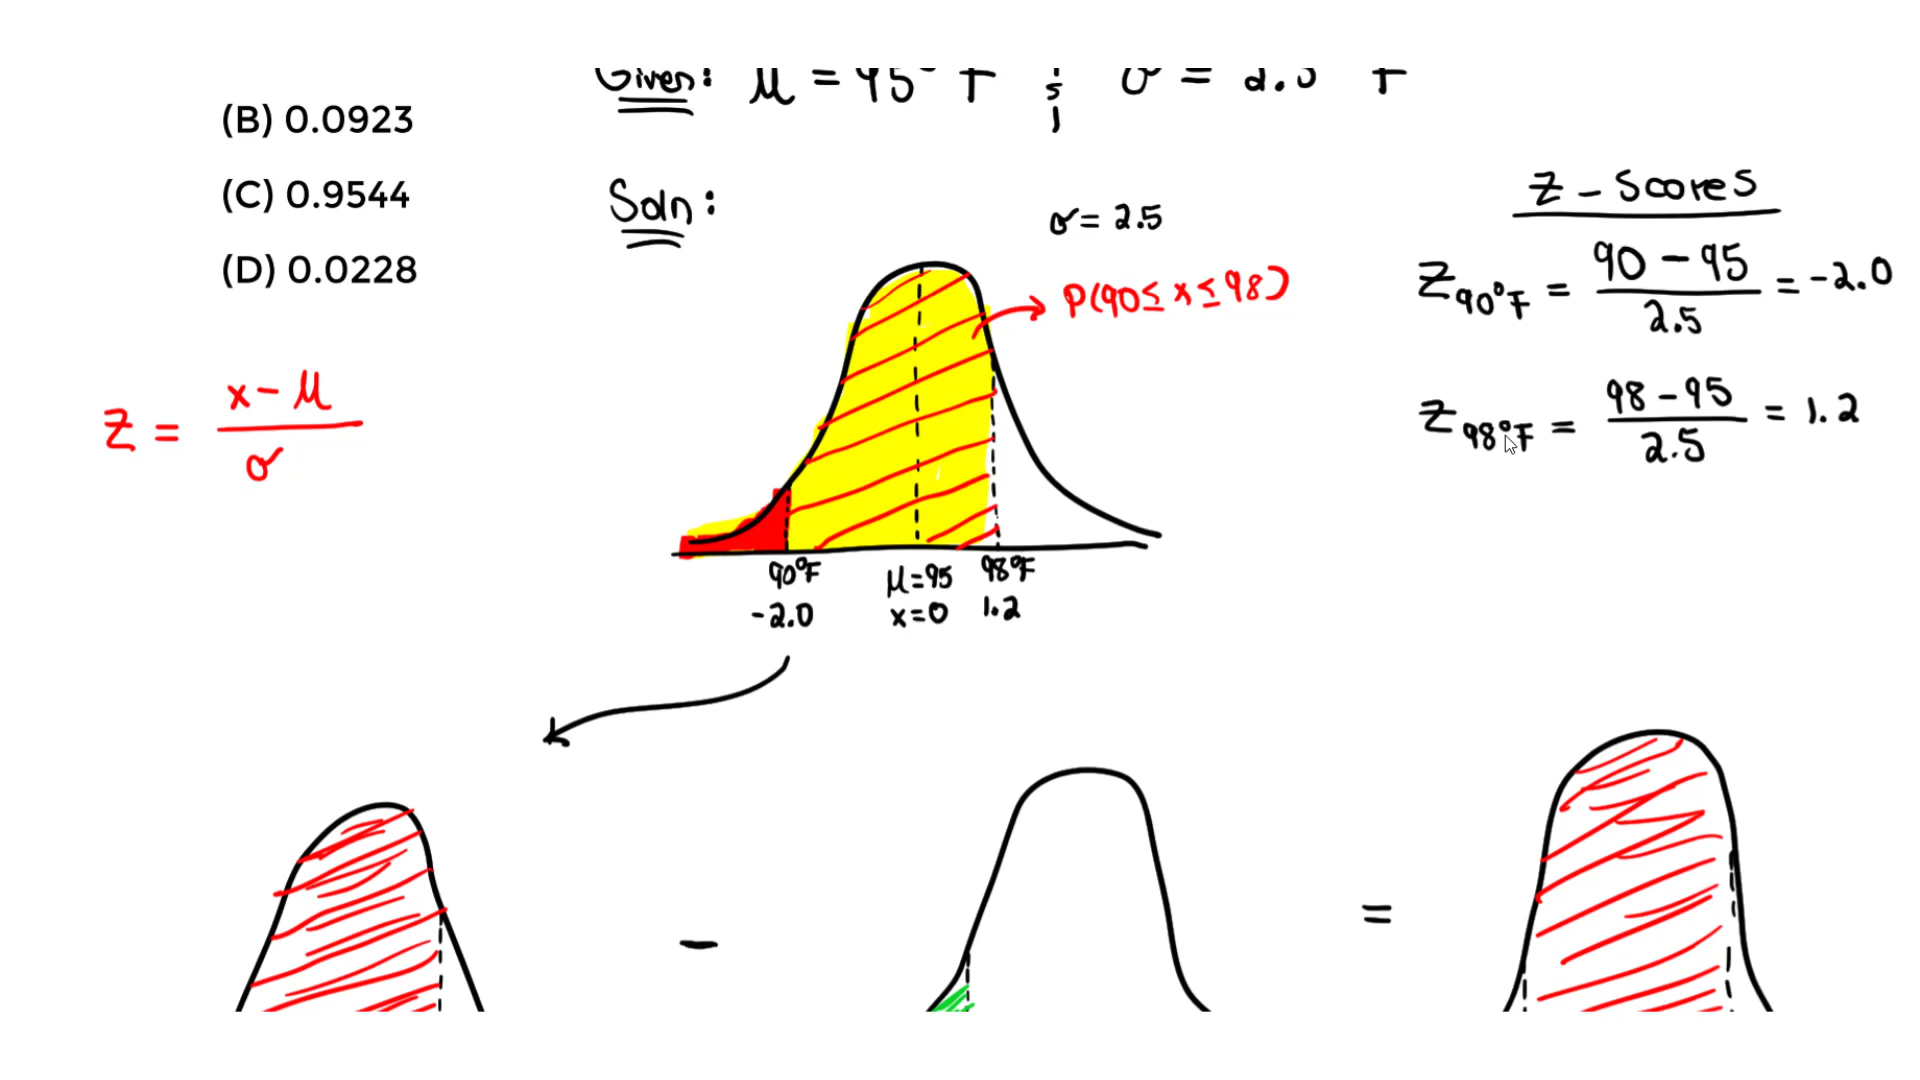 Given: μ = 95° F ; σ = 2.5 F
(B) 0.0923
(C) 0.9544
(D) 0.0228
Soln:
σ = 2.5
P(90 ≤ x ≤ 98)
z = x - μ / σ
90°F μ=95 98°F
-2.0 x=0 1.2
Z - Scores
Z90°F = 90 - 95 / 2.5 = -2.0
Z98°F = 98 - 95 / 2.5 = 1.2
-
=